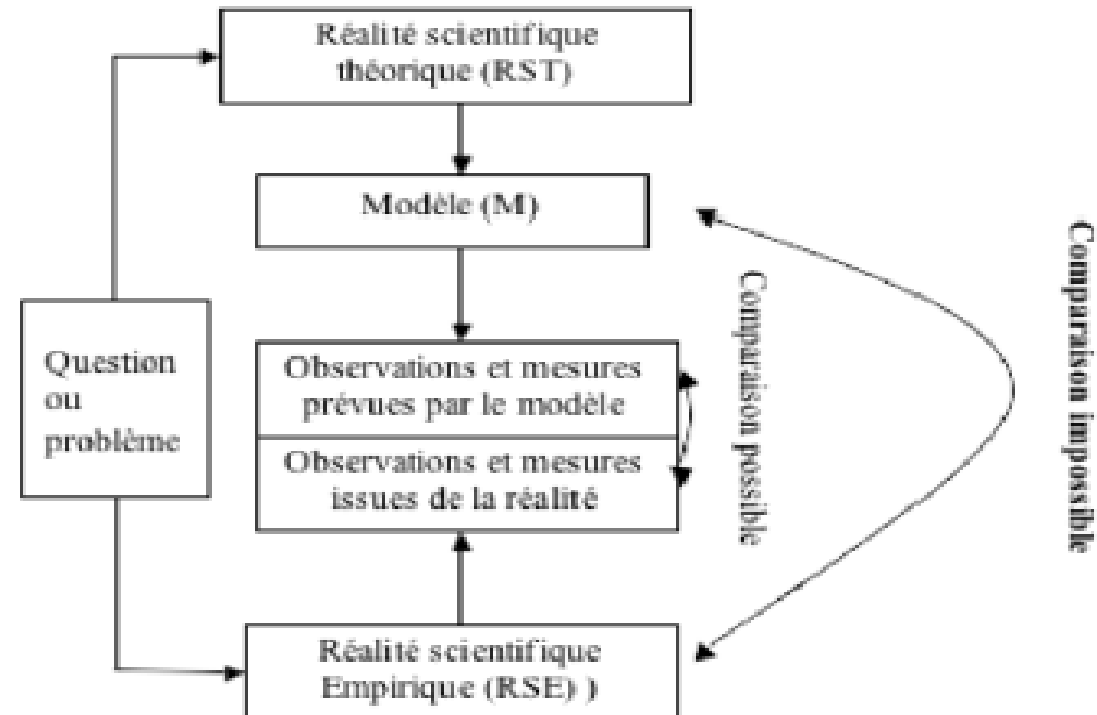 Réalité scientifique
théorique (RST)
Modèle (M)
Question
ou
problème
Observations et mesures
prévues par le modèle
Observations et mesures
issues de la réalité
Comparaison possible
Comparaison impossible
Réalité scientifique
Empirique (RSE) )